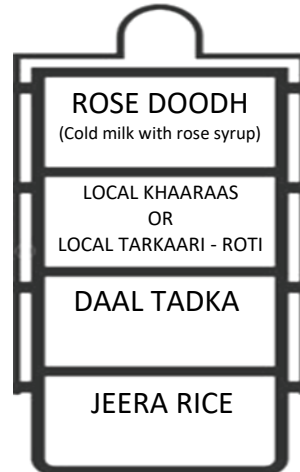 ROSE DOODH
(Cold milk with rose syrup)
LOCAL KHAARAAS
OR
LOCAL TARKAARI - ROTI
DAAL TADKA
JEERA RICE